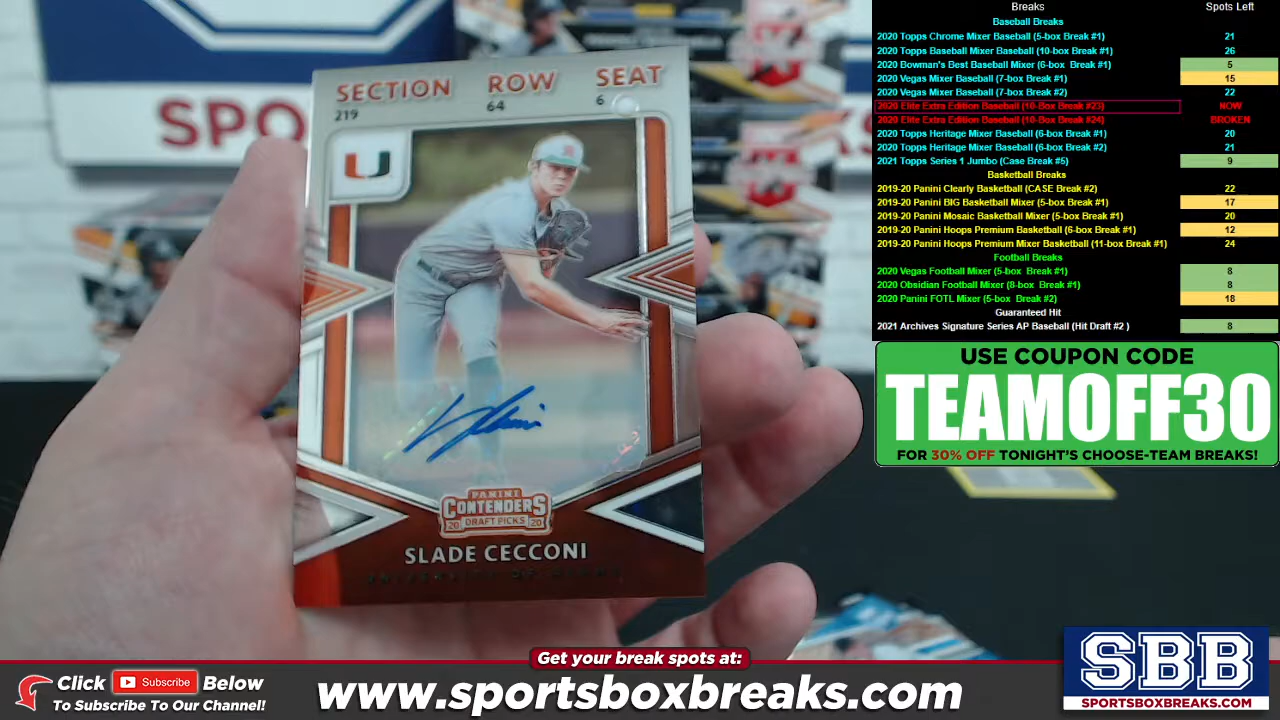 SECTION ROW SEAT
219 64 6
U
PANINI
CONTENDERS
20 DRAFT PICKS 20
SLADE CECCONI
UNIVERSITY OF MIAMI
SB
Breaks Spots Left
Baseball Breaks
2020 Topps Chrome Mixer Baseball (5-box Break #1) 21
2020 Topps Baseball Mixer Baseball (10-box Break #1) 26
2020 Bowman's Best Baseball Mixer (6-box Break #1) 5
2020 Vegas Mixer Baseball (7-box Break #1) 15
2020 Vegas Mixer Baseball (7-box Break #2) 22
2020 Elite Extra Edition Baseball (10-Box Break #23) NOW
2020 Elite Extra Edition Baseball (10-Box Break #24) BROKEN
2020 Topps Heritage Mixer Baseball (6-box Break #1) 20
2020 Topps Heritage Mixer Baseball (6-box Break #2) 21
2021 Topps Series 1 Jumbo (Case Break #5) 9
Basketball Breaks
2019-20 Panini Clearly Basketball (CASE Break #2) 22
2019-20 Panini BIG Basketball Mixer (5-box Break #1) 17
2019-20 Panini Mosaic Basketball Mixer (5-box Break #1) 20
2019-20 Panini Hoops Premium Basketball (6-box Break #1) 12
2019-20 Panini Hoops Premium Mixer Basketball (11-box Break #1) 24
Football Breaks
2020 Vegas Football Mixer (5-box Break #1) 8
2020 Obsidian Football Mixer (8-box Break #1) 8
2020 Panini FOTL Mixer (5-box Break #2) 18
Guaranteed Hit
2021 Archives Signature Series AP Baseball (Hit Draft #2 ) 8
USE COUPON CODE
TEAMOFF30
FOR 30% OFF TONIGHT'S CHOOSE-TEAM BREAKS!
Get your break spots at:
Click Subscribe Below
To Subscribe To Our Channel!
www.sportsboxbreaks.com
SBB
SPORTSBOXBREAKS.COM